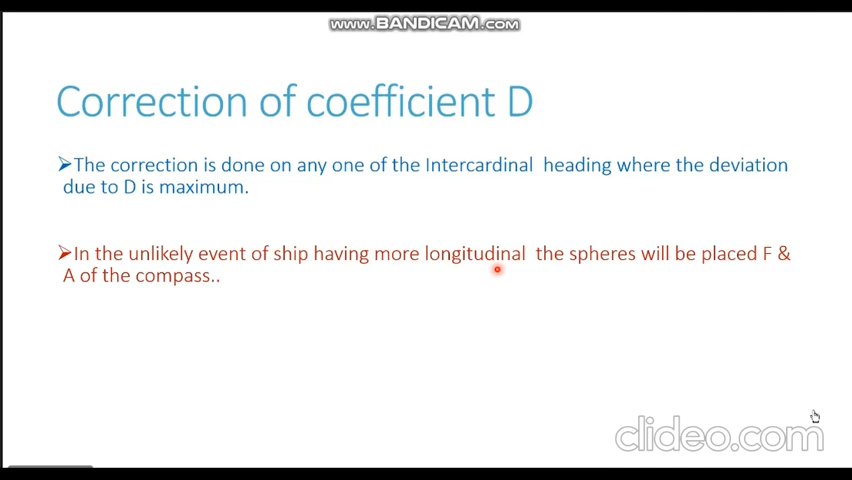 www.BANDICAM.com
Correction of coefficient D
➢The correction is done on any one of the Intercardinal heading where the deviation
due to D is maximum.
➢In the unlikely event of ship having more longitudinal the spheres will be placed F &
A of the compass..
clideo.com